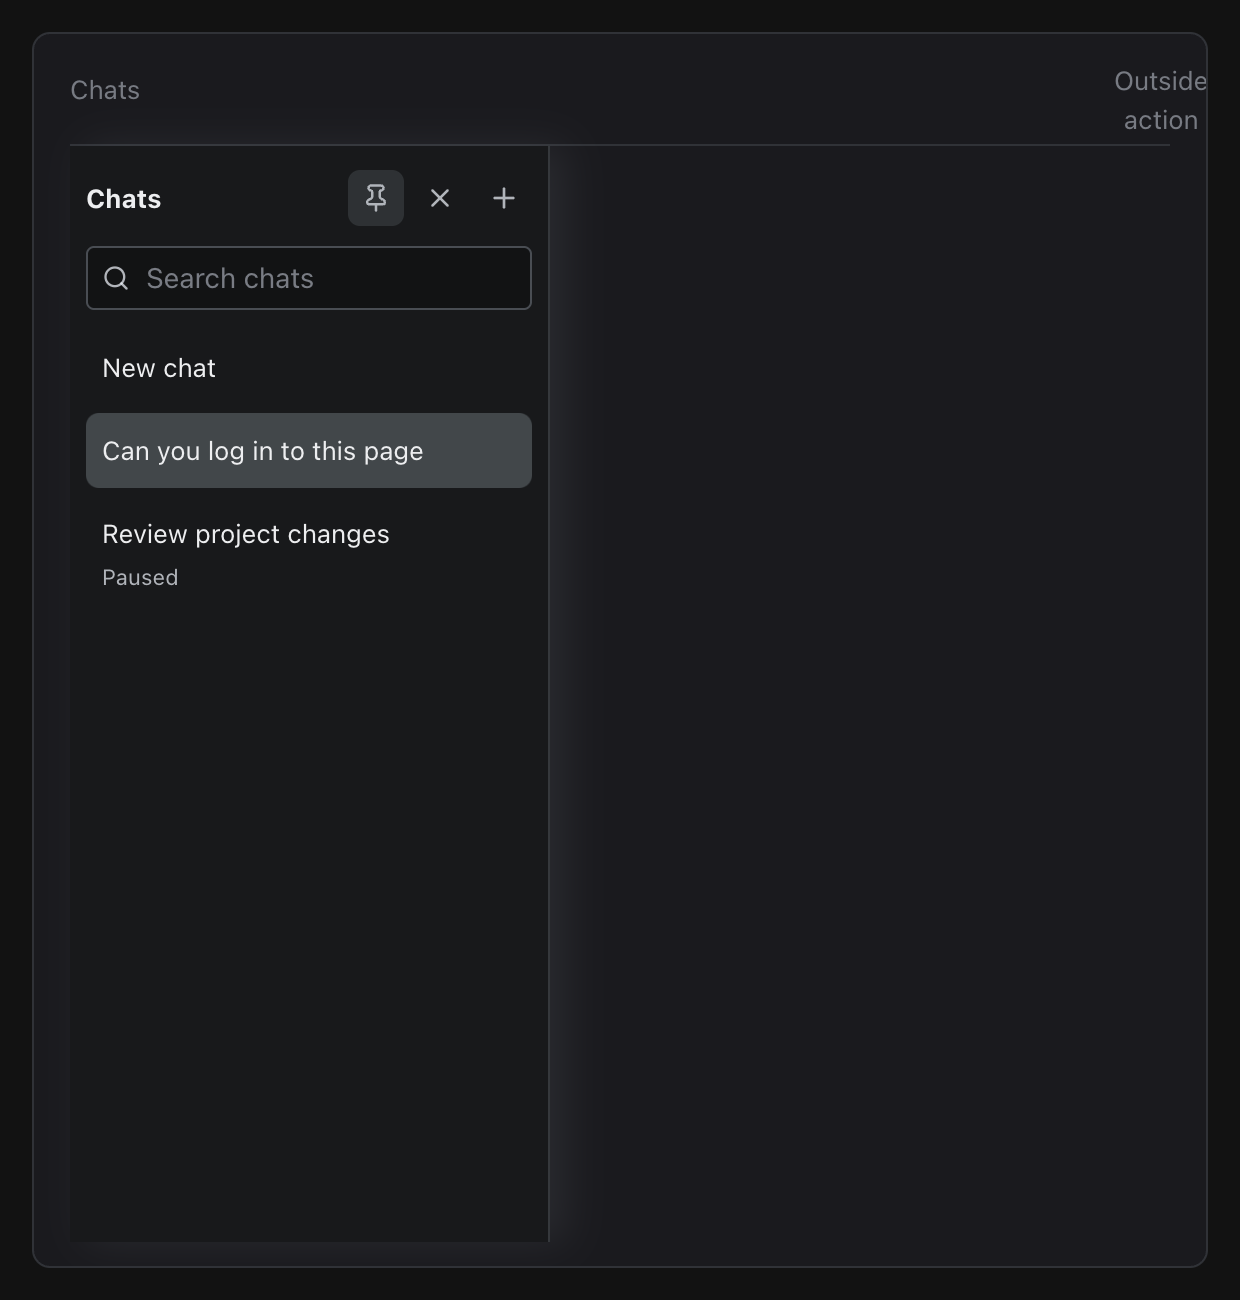 Chats
Outside
action
Chats
Search chats
New chat
Can you log in to this page
Review project changes
Paused